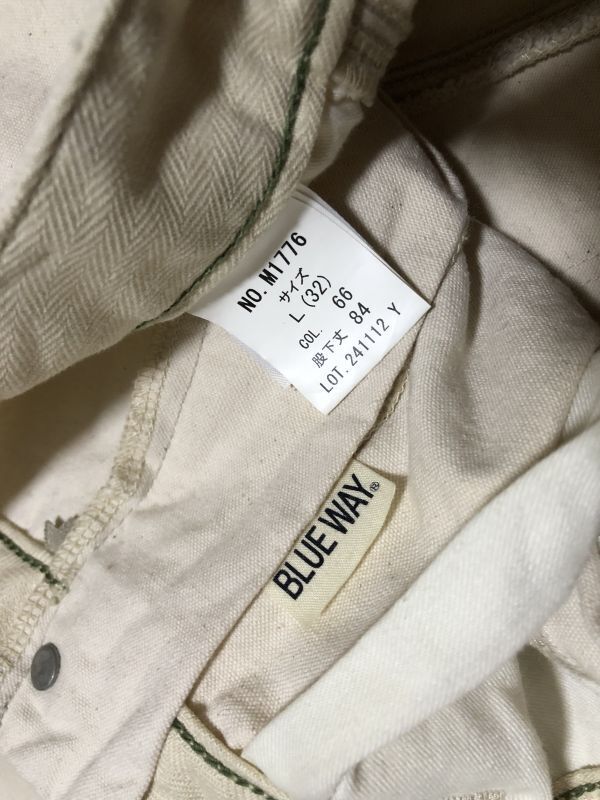 NO.M1776
サイズ
L (32)
COL. 66
股下丈 84
LOT.241112 Y
BLUE WAY®